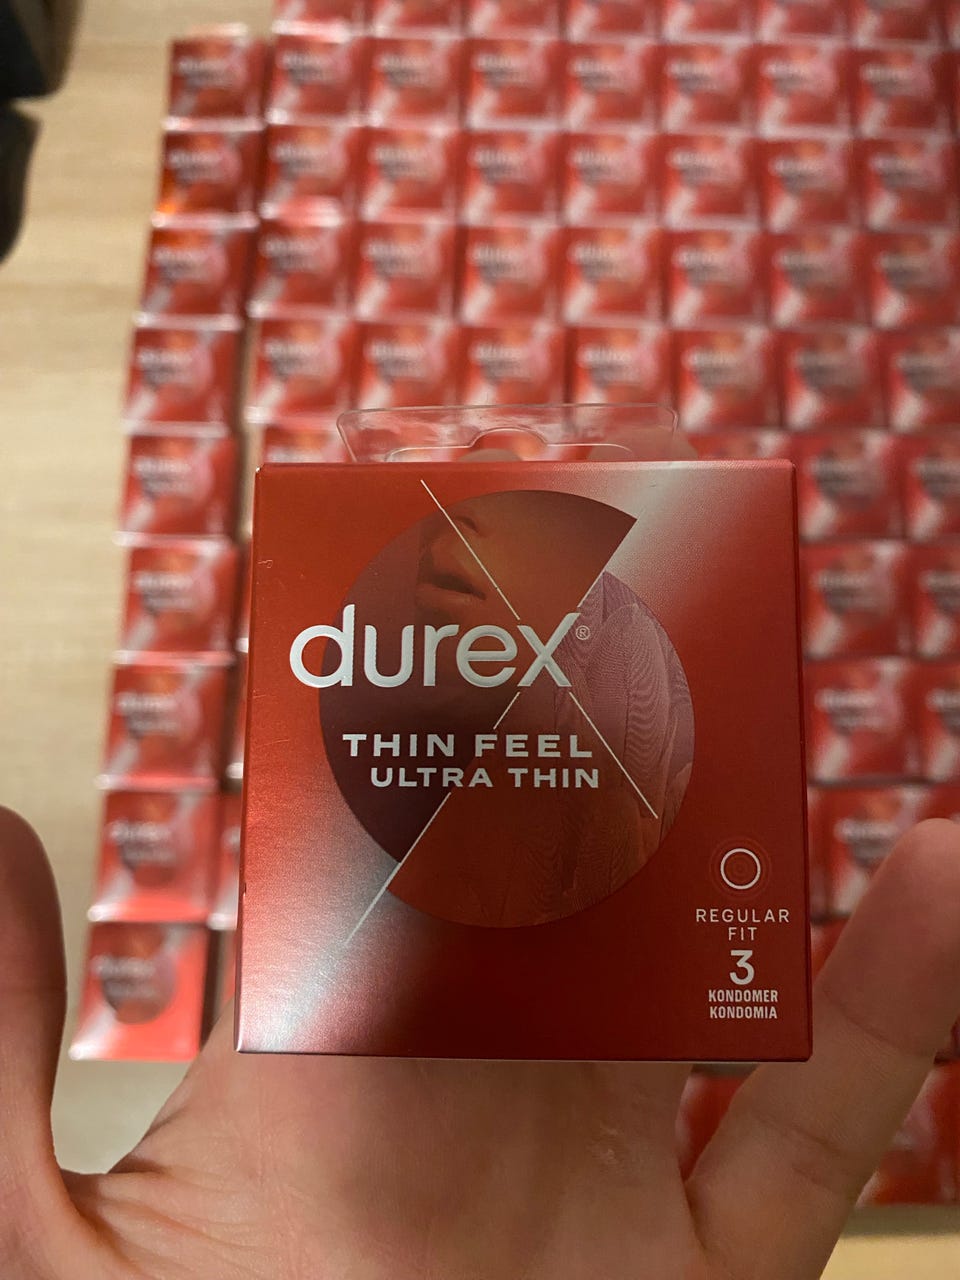 durex®
THIN FEEL
ULTRA THIN
REGULAR
FIT
3
KONDOMER
KONDOMIA